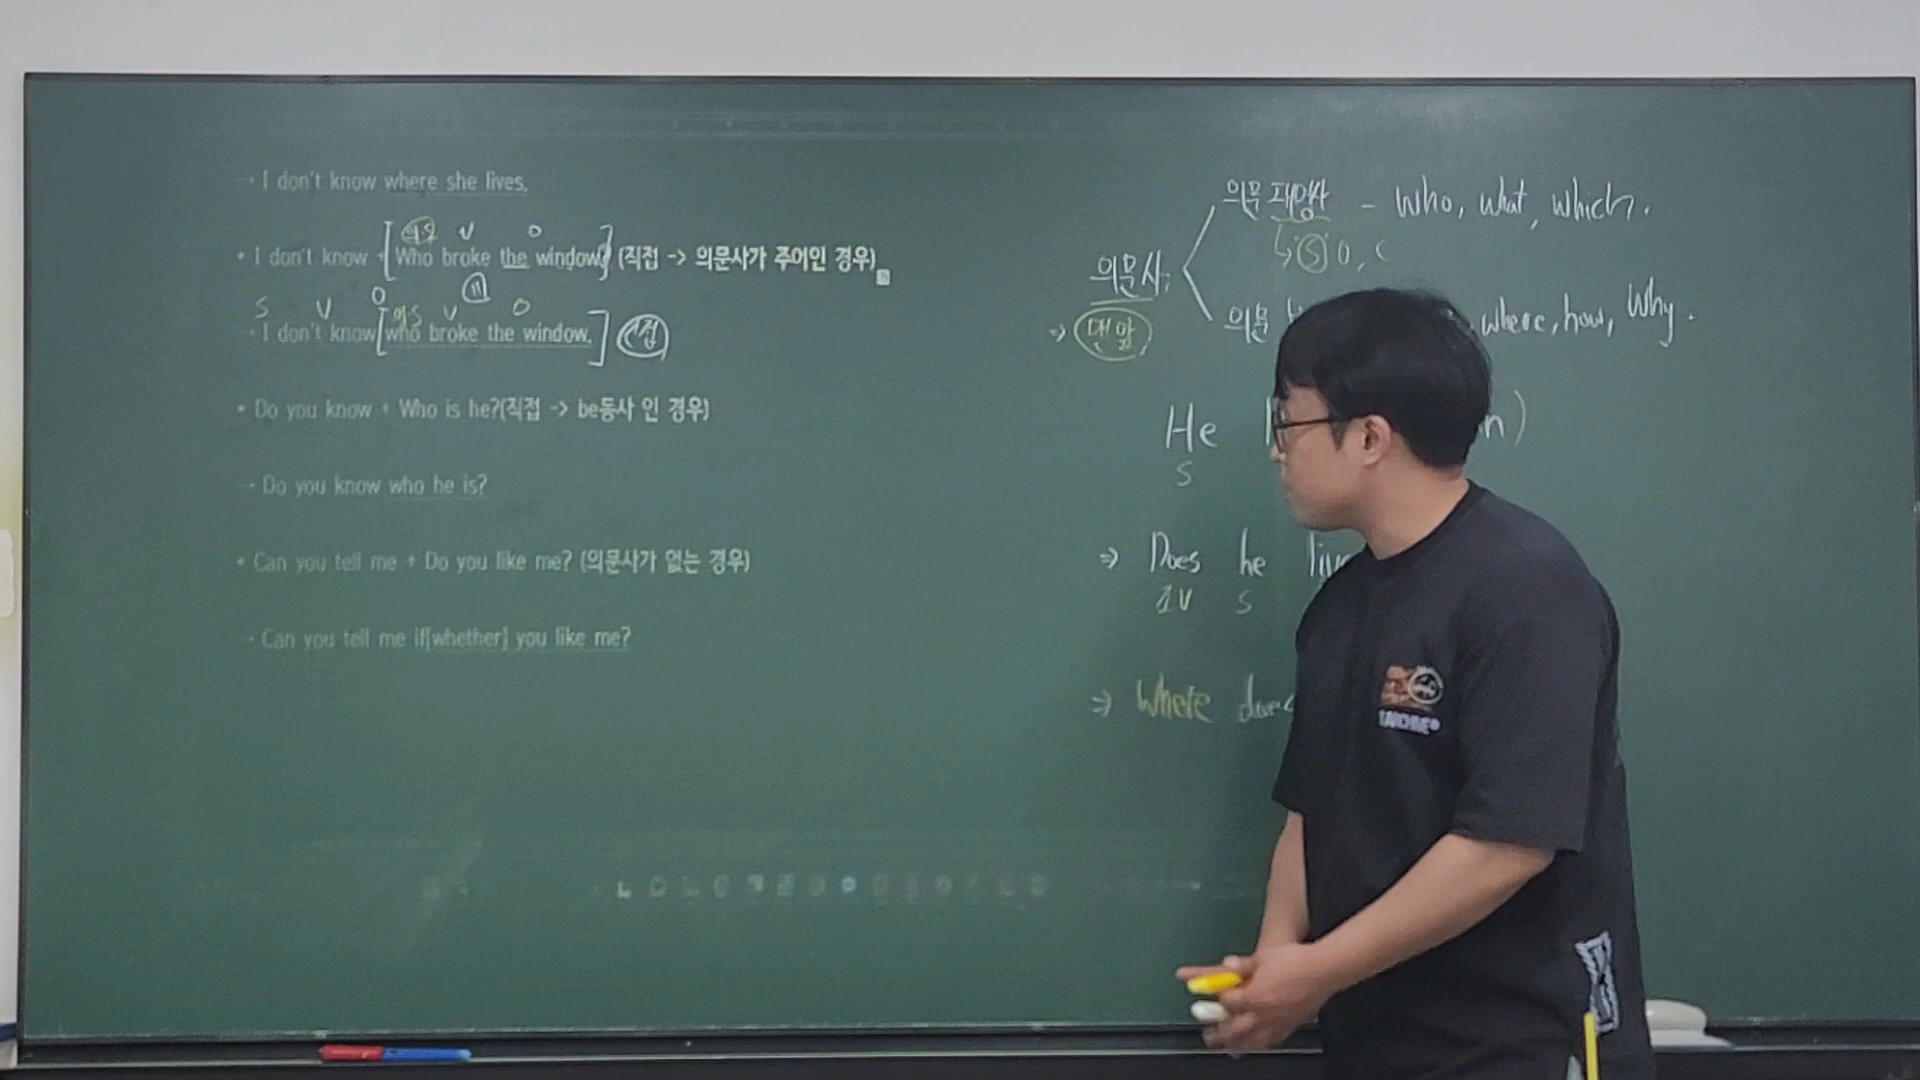 → I don't know where she lives.
• I don't know + Who broke the window? (직접 -> 의문사가 주어인 경우)
의S V O
S V O 의S V O
→ I don't know who broke the window.
• Do you know + Who is he?(직접 -> be동사 인 경우)
→ Do you know who he is?
• Can you tell me + Do you like me? (의문사가 없는 경우)
→ Can you tell me if[whether] you like me?
의문사:
⇒ 맨앞
의문 대명사 - who, what, which.
↳ S, O, C
의문 , where, how, why.
He
S
⇒ Does he
조V S
⇒ Where